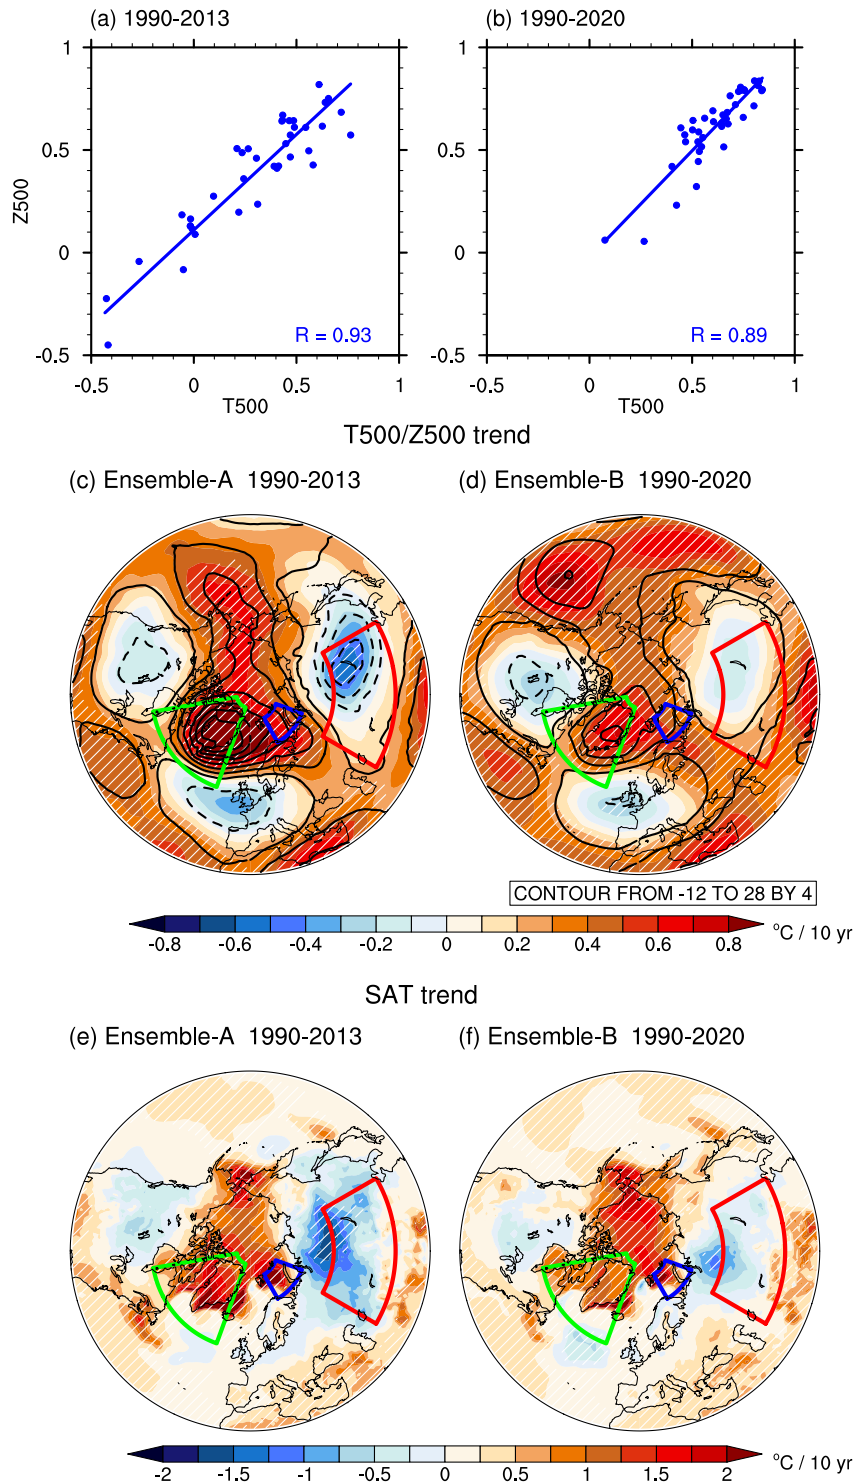 (a) 1990-2013
(b) 1990-2020
1
0.5
0
-0.5
Z500
R = 0.93
-0.5 0 0.5 1
T500
1
0.5
0
-0.5
R = 0.89
-0.5 0 0.5 1
T500
T500/Z500 trend
(c) Ensemble-A 1990-2013
(d) Ensemble-B 1990-2020
CONTOUR FROM -12 TO 28 BY 4
-0.8 -0.6 -0.4 -0.2 0 0.2 0.4 0.6 0.8
°C / 10 yr
SAT trend
(e) Ensemble-A 1990-2013
(f) Ensemble-B 1990-2020
-2 -1.5 -1 -0.5 0 0.5 1 1.5 2
°C / 10 yr